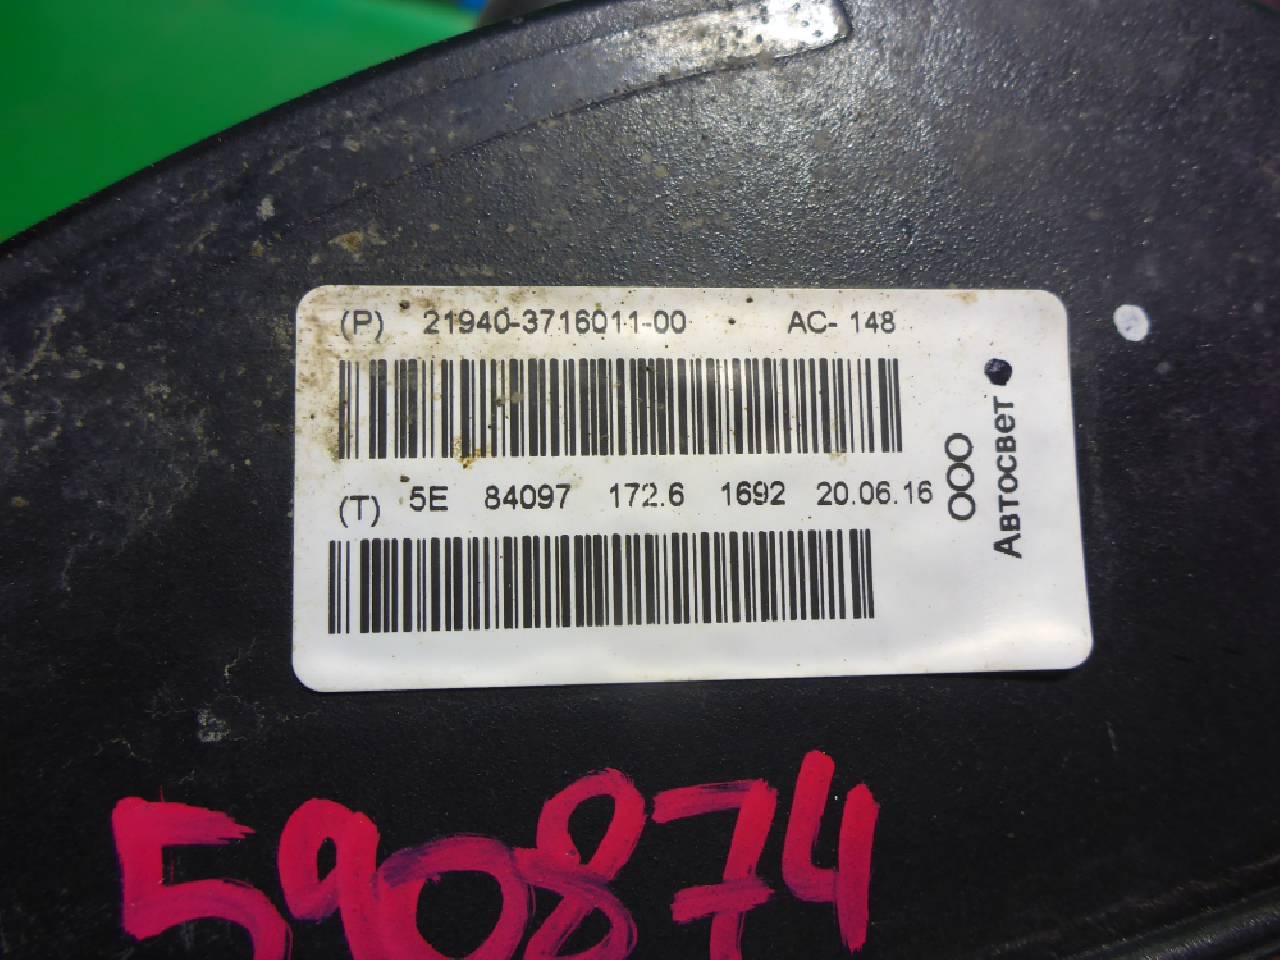 (P) 21940-3716011-00 AC- 148
(T) 5E 84097 172.6 1692 20.06.16
ООО
Автосвет
590874